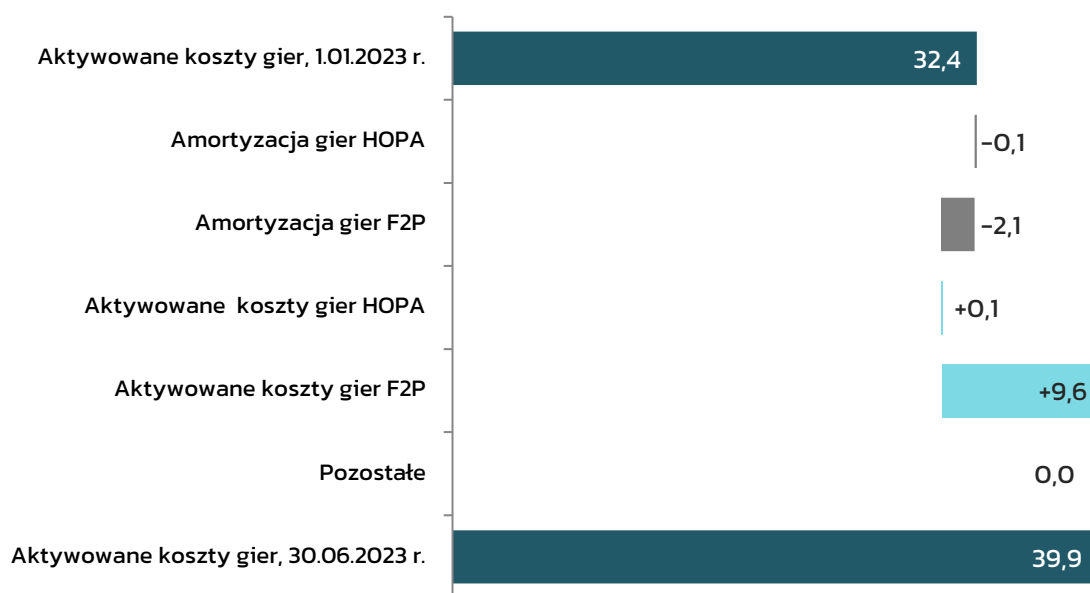 Aktywowane koszty gier, 1.01.2023 r. 32,4
Amortyzacja gier HOPA -0,1
Amortyzacja gier F2P -2,1
Aktywowane  koszty gier HOPA +0,1
Aktywowane koszty gier F2P +9,6
Pozostałe 0,0
Aktywowane koszty gier, 30.06.2023 r. 39,9